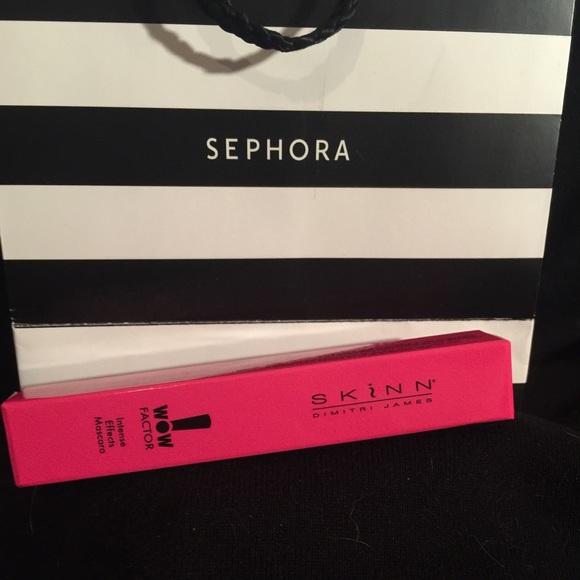 SEPHORA
SKiNN®
DIMITRI JAMES
WOW!
FACTOR
Intense
Effects
Mascara